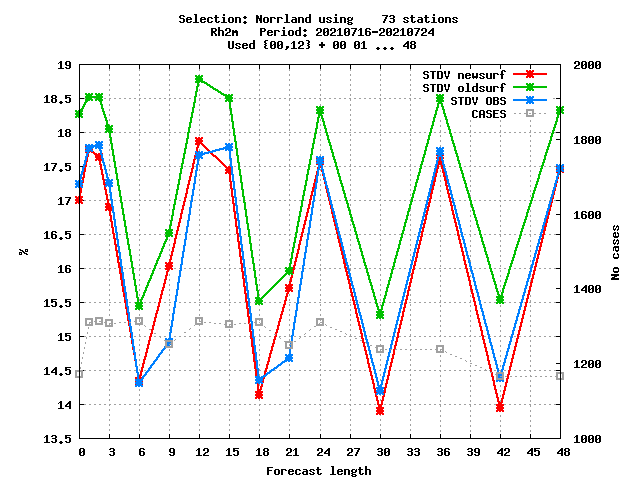 Selection: Norrland using    73 stations
Rh2m   Period: 20210716-20210724
Used {00,12} + 00 01 ... 48
19
18.5
18
17.5
17
16.5
16
15.5
15
14.5
14
13.5
%
2000
1800
1600
1400
1200
1000
No cases
STDV newsurf
STDV oldsurf
STDV OBS
CASES
0 3 6 9 12 15 18 21 24 27 30 33 36 39 42 45 48
Forecast length